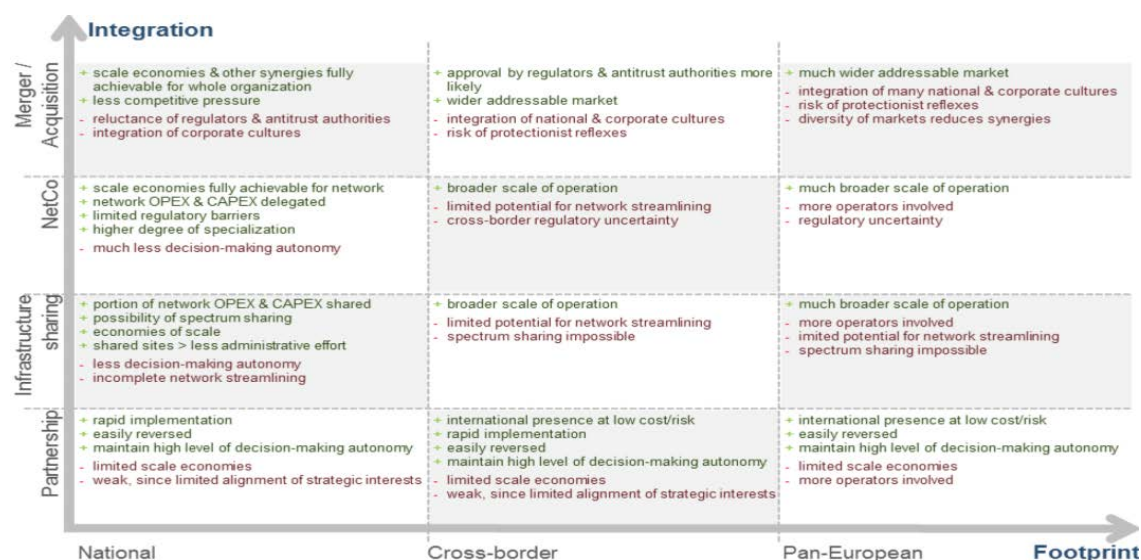 Integration
Merger /
Acquisition
+ scale economies & other synergies fully
achievable for whole organization
+ less competitive pressure
- reluctance of regulators & antitrust authorities
- integration of corporate cultures
+ approval by regulators & antitrust authorities more
likely
+ wider addressable market
- integration of national & corporate cultures
- risk of protectionist reflexes
+ much wider addressable market
- integration of many national & corporate cultures
- risk of protectionist reflexes
- diversity of markets reduces synergies
NetCo
+ scale economies fully achievable for network
+ network OPEX & CAPEX delegated
+ limited regulatory barriers
+ higher degree of specialization
- much less decision-making autonomy
+ broader scale of operation
- limited potential for network streamlining
- cross-border regulatory uncertainty
+ much broader scale of operation
- more operators involved
- regulatory uncertainty
Infrastructure
sharing
+ portion of network OPEX & CAPEX shared
+ possibility of spectrum sharing
+ economies of scale
+ shared sites > less administrative effort
- less decision-making autonomy
- incomplete network streamlining
+ broader scale of operation
- limited potential for network streamlining
- spectrum sharing impossible
+ much broader scale of operation
- more operators involved
- imited potential for network streamlining
- spectrum sharing impossible
Partnership
+ rapid implementation
+ easily reversed
+ maintain high level of decision-making autonomy
- limited scale economies
- weak, since limited alignment of strategic interests
+ international presence at low cost/risk
+ rapid implementation
+ easily reversed
+ maintain high level of decision-making autonomy
- limited scale economies
- weak, since limited alignment of strategic interests
+ international presence at low cost/risk
+ easily reversed
+ maintain high level of decision-making autonomy
- limited scale economies
- more operators involved
National
Cross-border
Pan-European
Footprint